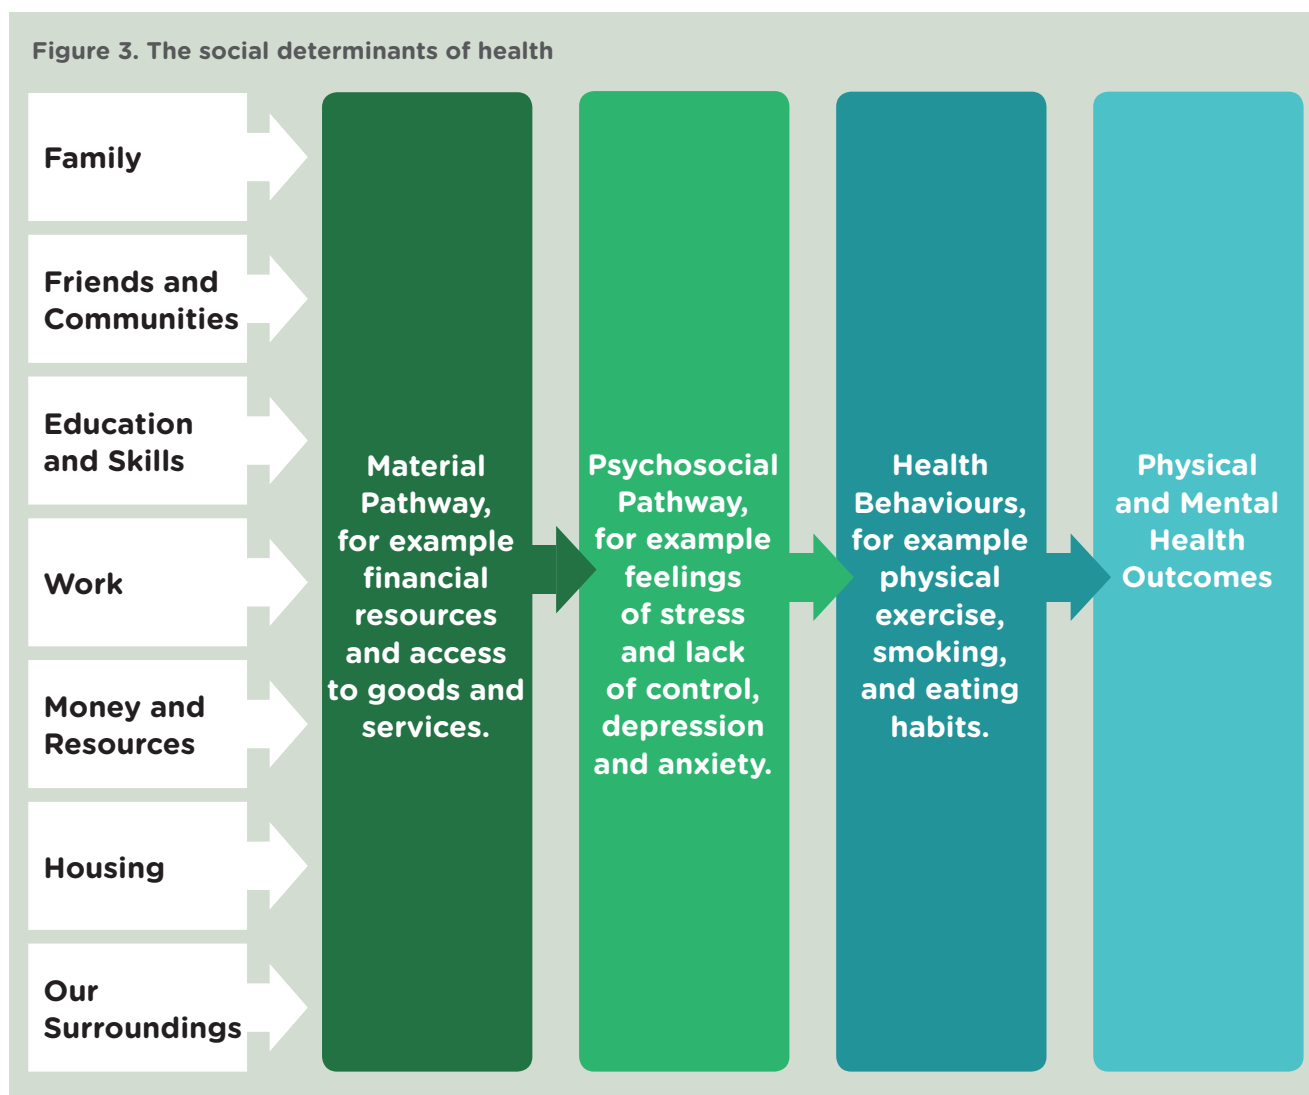 Figure 3. The social determinants of health
Family
Friends and
Communities
Education
and Skills
Work
Money and
Resources
Housing
Our
Surroundings
Material
Pathway,
for example
financial
resources
and access
to goods and
services.
Psychosocial
Pathway,
for example
feelings
of stress
and lack
of control,
depression
and anxiety.
Health
Behaviours,
for example
physical
exercise,
smoking,
and eating
habits.
Physical
and Mental
Health
Outcomes